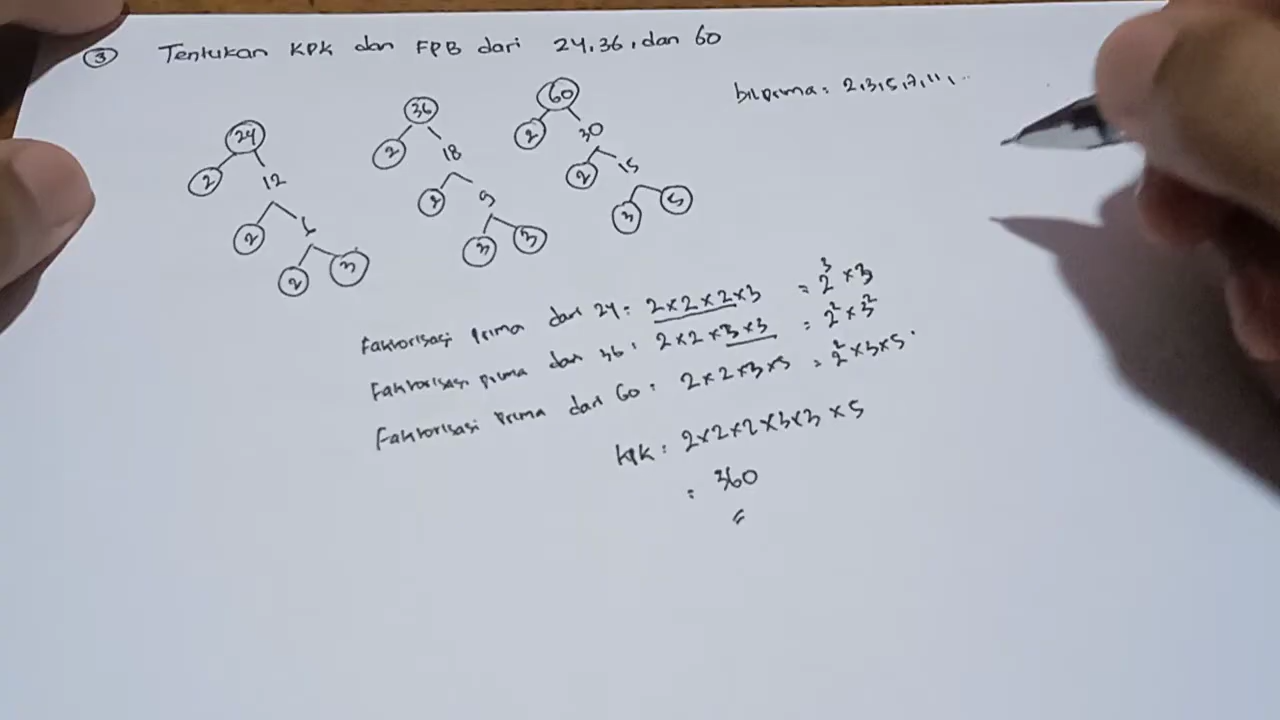 ③ Tentukan KPK dan FPB dari 24, 36, dan 60
bil prima = 2,3,5,7,11,..
24
2 12
2 6
2 3
36
2 18
2 9
3 3
60
2 30
2 15
3 5
Faktorisasi prima dari 24 = 2×2×2×3 = 2³×3
Faktorisasi prima dari 36 = 2×2×3×3 = 2²×3²
Faktorisasi prima dari 60 = 2×2×3×5 = 2²×3×5.
KPK = 2×2×2×3×3×5
= 360